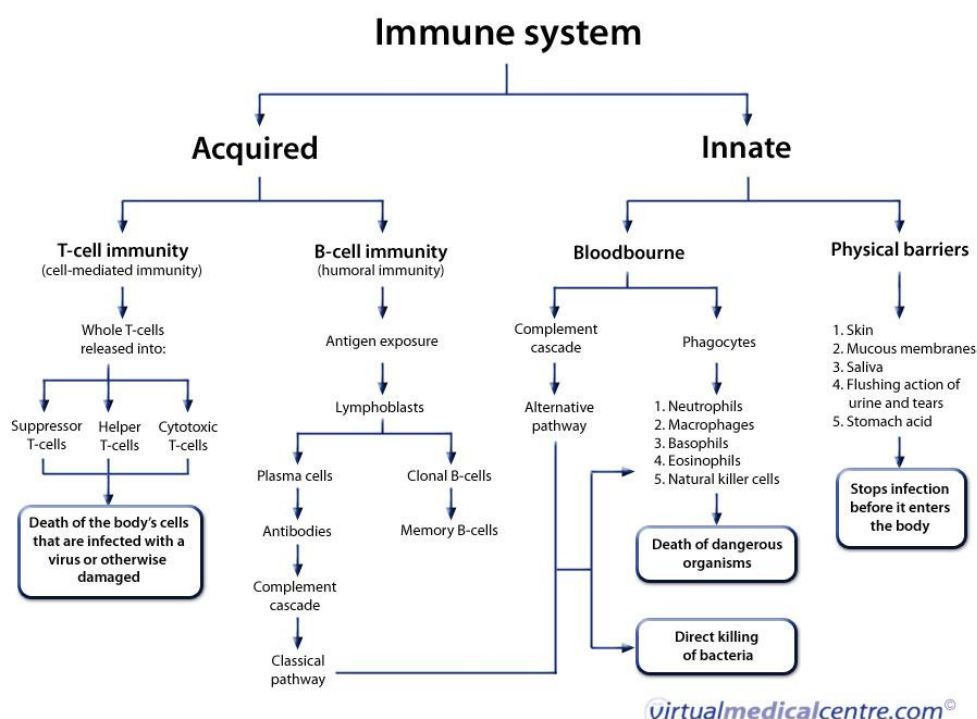 Immune system
Acquired
Innate
T-cell immunity
(cell-mediated immunity)
B-cell immunity
(humoral immunity)
Bloodbourne
Physical barriers
Whole T-cells
released into:
Antigen exposure
Complement
cascade
Phagocytes
1. Skin
2. Mucous membranes
3. Saliva
4. Flushing action of
urine and tears
5. Stomach acid
Suppressor
T-cells
Helper
T-cells
Cytotoxic
T-cells
Lymphoblasts
Alternative
pathway
1. Neutrophils
2. Macrophages
3. Basophils
4. Eosinophils
5. Natural killer cells
Plasma cells
Clonal B-cells
Stops infection
before it enters
the body
Death of the body's cells
that are infected with a
virus or otherwise
damaged
Antibodies
Memory B-cells
Death of dangerous
organisms
Complement
cascade
Direct killing
of bacteria
Classical
pathway
virtualmedicalcentre.com©